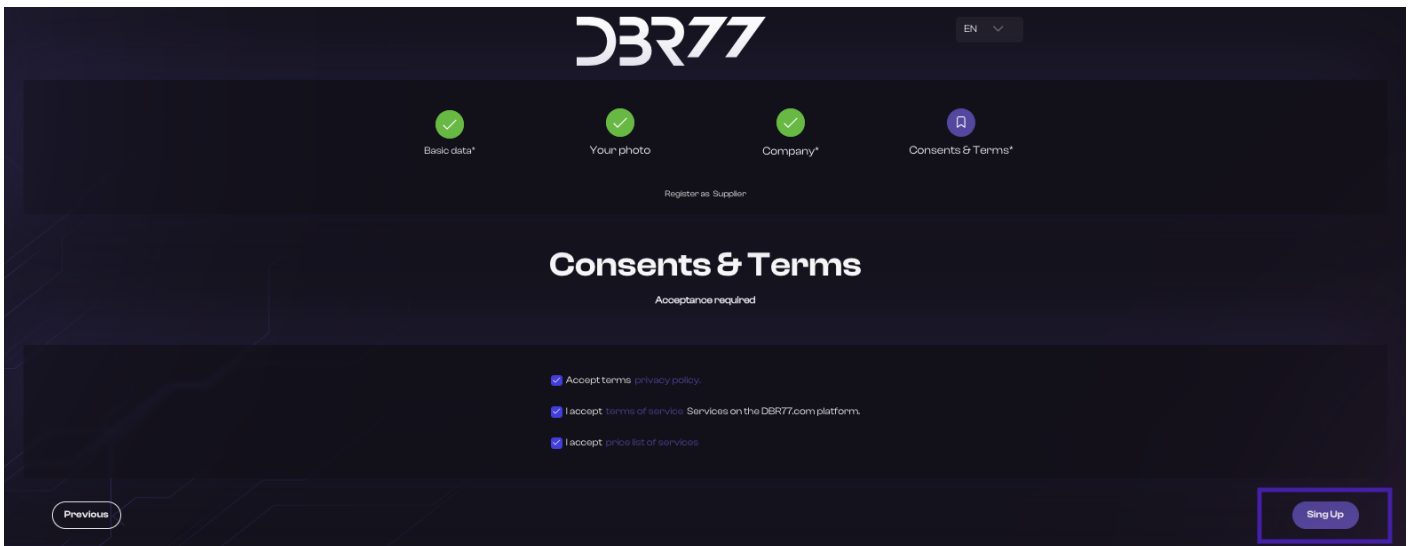 DBR77
EN
Basic data*
Your photo
Company*
Consents & Terms*
Register as Supplier
Consents & Terms
Acceptance required
Accept terms privacy policy.
I accept terms of service Services on the DBR77.com platform.
I accept price list of services
Previous
Sing Up